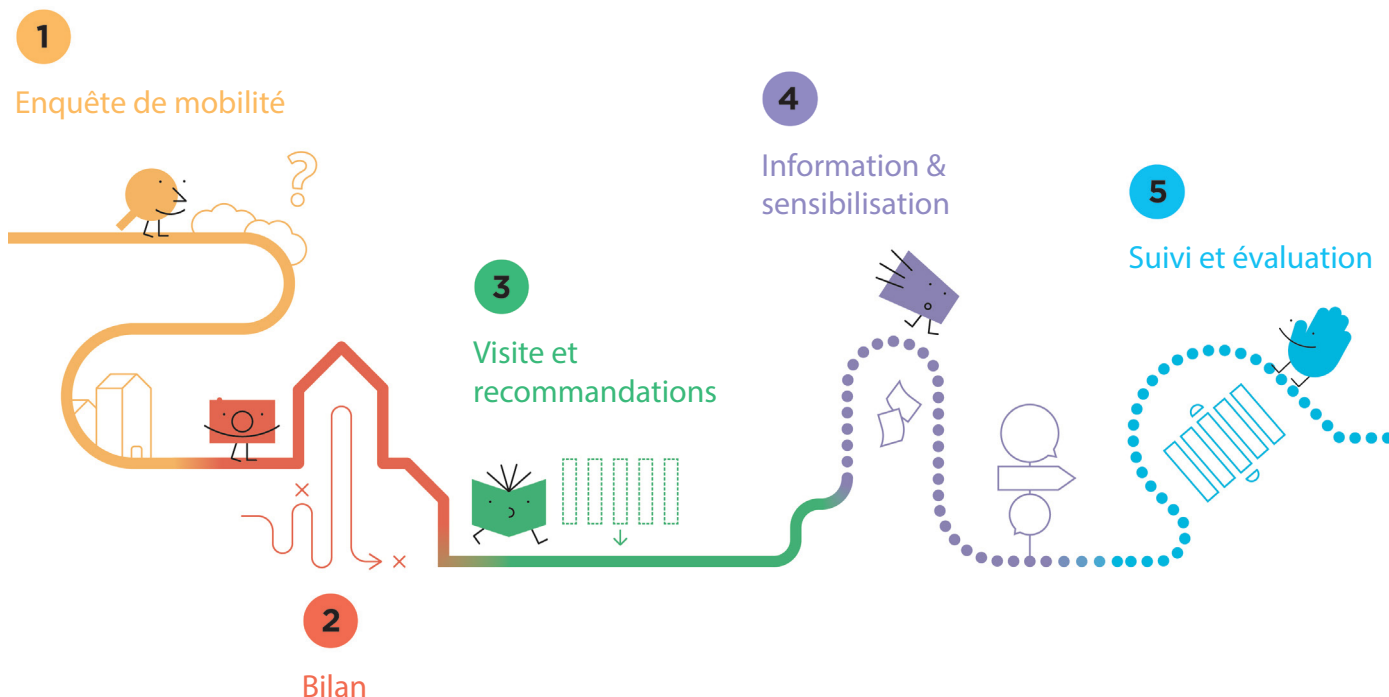 1
Enquête de mobilité
2
Bilan
3
Visite et
recommandations
4
Information &
sensibilisation
5
Suivi et évaluation
?